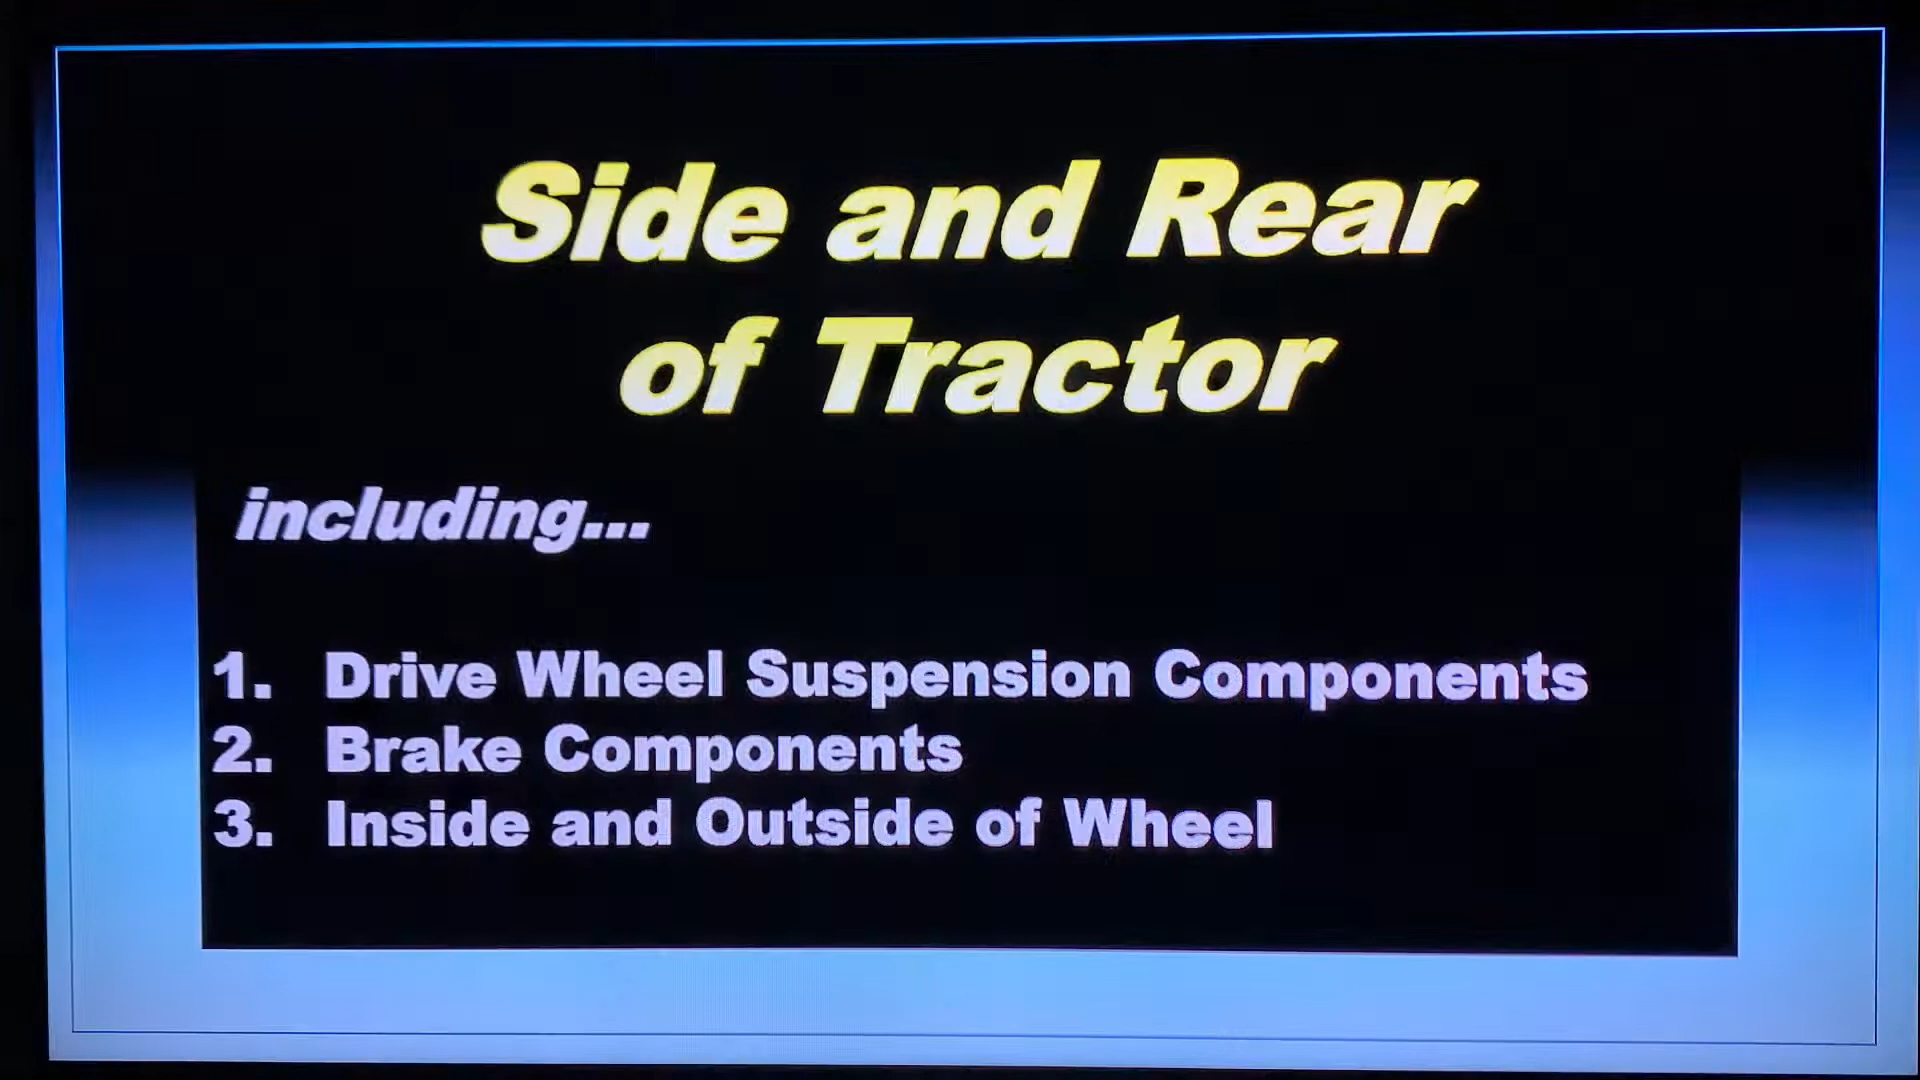 Side and Rear
of Tractor
including...
1. Drive Wheel Suspension Components
2. Brake Components
3. Inside and Outside of Wheel